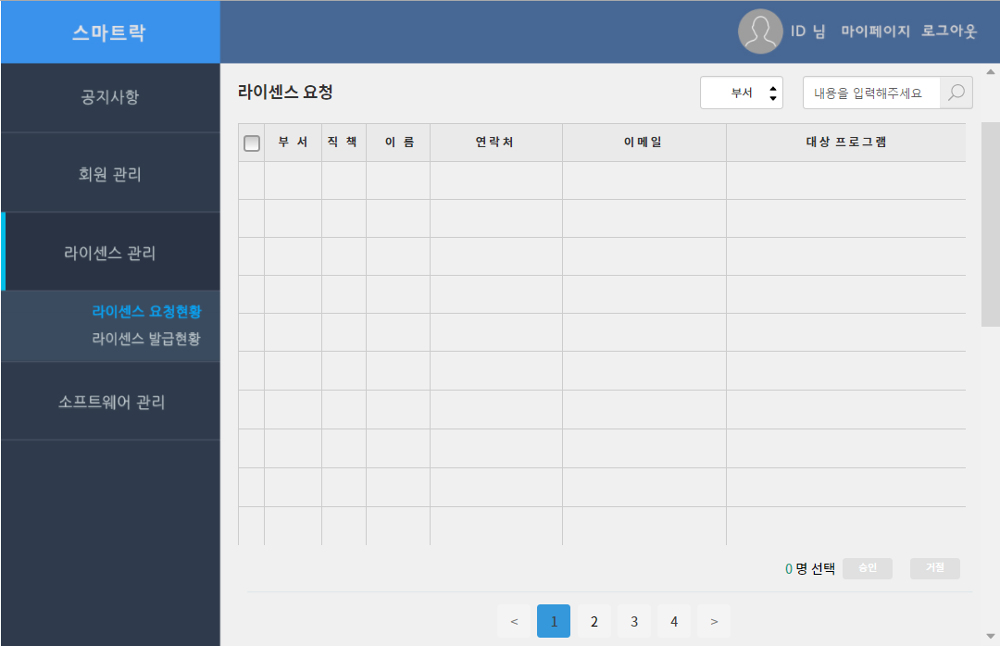 스마트락
ID 님 마이페이지 로그아웃
공지사항
회원 관리
라이센스 관리
라이센스 요청현황
라이센스 발급현황
소프트웨어 관리
라이센스 요청
부서
내용을 입력해주세요
부 서 직 책 이 름 연락처 이메일 대상 프로그램
0 명 선택 승인 거절
< 1 2 3 4 >